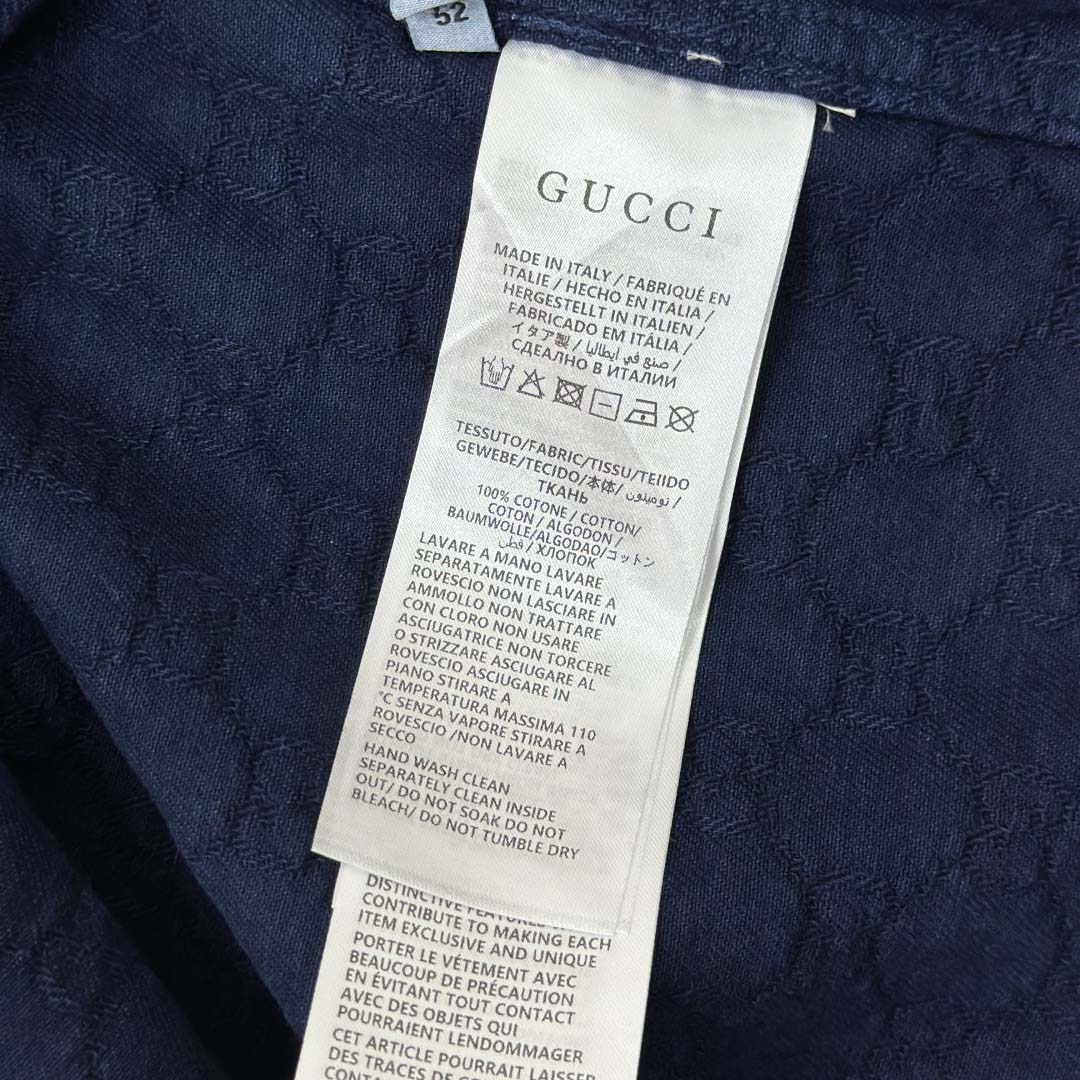 52
GUCCI
MADE IN ITALY / FABRIQUÉ EN
ITALIE / HECHO EN ITALIA /
HERGESTELLT IN ITALIEN /
FABRICADO EM ITÁLIA /
イタア製 / صنع في ايطاليا /
СДЕАЛНО В ИТАЛИИ
TESSUTO/FABRIC/TISSU/TEIIDO
GEWEBE/TECIDO/本体/ /
ТКАНЬ
100% COTONE / COTTON/
COTON / ALGODON /
BAUMWOLLE/ALGODAO/コットン
قطن / ХЛОПОК
LAVARE A MANO LAVARE
SEPARATAMENTE LAVARE A
ROVESCIO NON LASCIARE IN
AMMOLLO NON TRATTARE
CON CLORO NON USARE
ASCIUGATRICE NON TORCERE
O STRIZZARE ASCIUGARE AL
ROVESCIO ASCIUGARE IN
PIANO STIRARE A
TEMPERATURA MASSIMA 110
°C SENZA VAPORE STIRARE A
ROVESCIO /NON LAVARE A
SECCO
HAND WASH CLEAN
SEPARATELY CLEAN INSIDE
OUT/ DO NOT SOAK DO NOT
BLEACH/ DO NOT TUMBLE DRY
DISTINCTIVE FEATURES
CONTRIBUTE TO MAKING EACH
ITEM EXCLUSIVE AND UNIQUE
PORTER LE VÉTEMENT AVEC
BEAUCOUP DE PRÉCAUTION
EN ÉVITANT TOUT CONTACT
AVEC DES OBJETS QUI
POURRAIENT LENDOMMAGER
CET ARTICLE POURRAIT LAISSER
DES TRACES DE